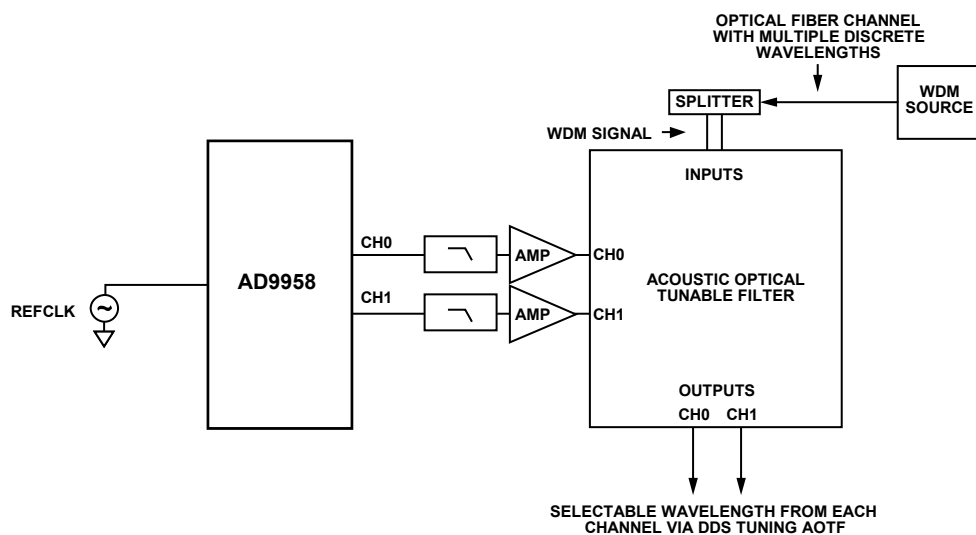 OPTICAL FIBER CHANNEL
WITH MULTIPLE DISCRETE
WAVELENGTHS
WDM
SOURCE
SPLITTER
WDM SIGNAL
INPUTS
CH0
AMP
CH0
AD9958
ACOUSTIC OPTICAL
TUNABLE FILTER
CH1
AMP
CH1
REFCLK
OUTPUTS
CH0 CH1
SELECTABLE WAVELENGTH FROM EACH
CHANNEL VIA DDS TUNING AOTF